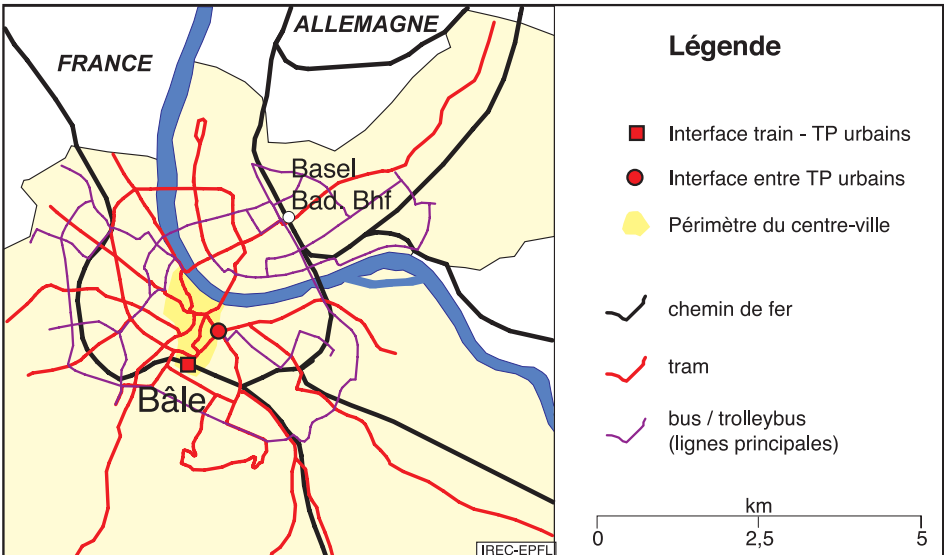 ALLEMAGNE
FRANCE
Basel
Bad. Bhf
Bâle
IREC-EPFL
Légende
Interface train - TP urbains
Interface entre TP urbains
Périmètre du centre-ville
chemin de fer
tram
bus / trolleybus
(lignes principales)
km
0 2,5 5